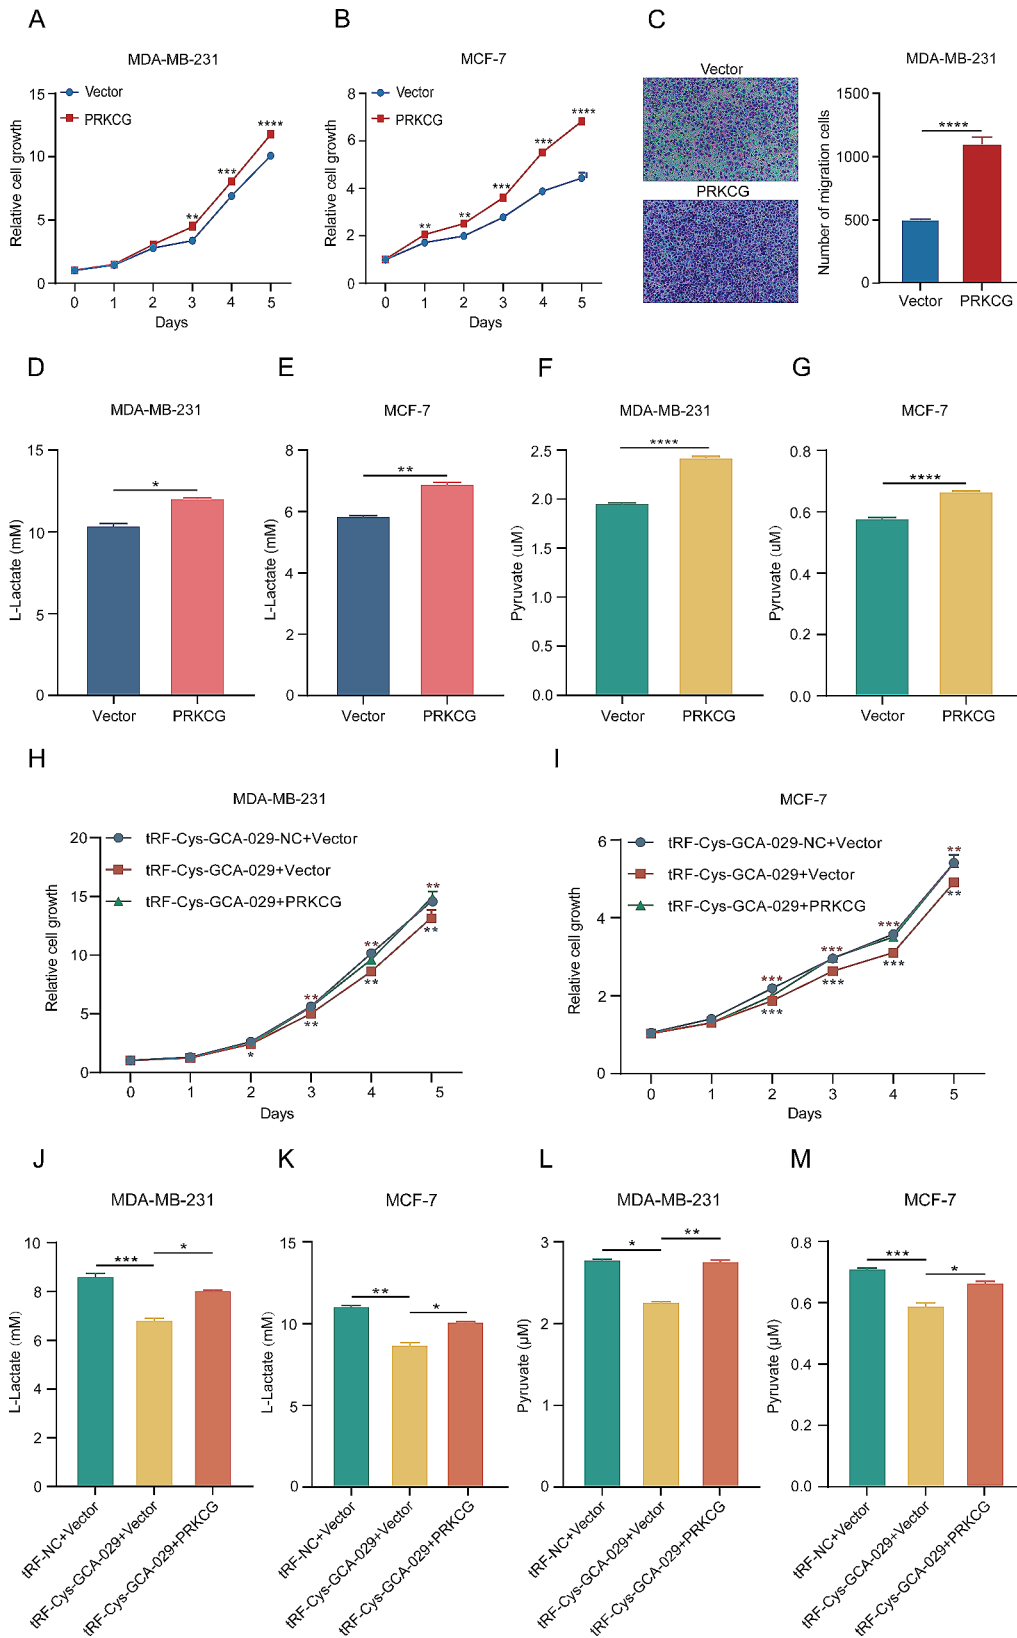 A
MDA-MB-231
Relative cell growth
15
10
5
0
Vector
PRKCG
**
***
****
0 1 2 3 4 5
Days
B
MCF-7
Relative cell growth
8
6
4
2
0
Vector
PRKCG
**
**
***
***
****
0 1 2 3 4 5
Days
C
Vector
PRKCG
MDA-MB-231
Number of migration cells
1500
1000
500
0
****
Vector PRKCG
D
MDA-MB-231
L-Lactate (mM)
15
10
5
0
*
Vector PRKCG
E
MCF-7
L-Lactate (mM)
8
6
4
2
0
**
Vector PRKCG
F
MDA-MB-231
Pyruvate (uM)
2.5
2.0
1.5
1.0
0.5
0.0
****
Vector PRKCG
G
MCF-7
Pyruvate (uM)
0.8
0.6
0.4
0.2
0.0
****
Vector PRKCG
H
MDA-MB-231
Relative cell growth
20
15
10
5
0
tRF-Cys-GCA-029-NC+Vector
tRF-Cys-GCA-029+Vector
tRF-Cys-GCA-029+PRKCG
*
**
**
**
**
**
**
0 1 2 3 4 5
Days
I
MCF-7
Relative cell growth
6
4
2
0
tRF-Cys-GCA-029-NC+Vector
tRF-Cys-GCA-029+Vector
tRF-Cys-GCA-029+PRKCG
***
***
***
***
***
***
**
**
0 1 2 3 4 5
Days
J
MDA-MB-231
L-Lactate (mM)
10
8
6
4
2
0
***
*
tRF-NC+Vector
tRF-Cys-GCA-029+Vector
tRF-Cys-GCA-029+PRKCG
K
MCF-7
L-Lactate (mM)
15
10
5
0
**
*
tRF-NC+Vector
tRF-Cys-GCA-029+Vector
tRF-Cys-GCA-029+PRKCG
L
MDA-MB-231
Pyruvate (μM)
3
2
1
0
*
**
tRF-NC+Vector
tRF-Cys-GCA-029+Vector
tRF-Cys-GCA-029+PRKCG
M
MCF-7
Pyruvate (μM)
0.8
0.6
0.4
0.2
0.0
***
*
tRF-NC+Vector
tRF-Cys-GCA-029+Vector
tRF-Cys-GCA-029+PRKCG